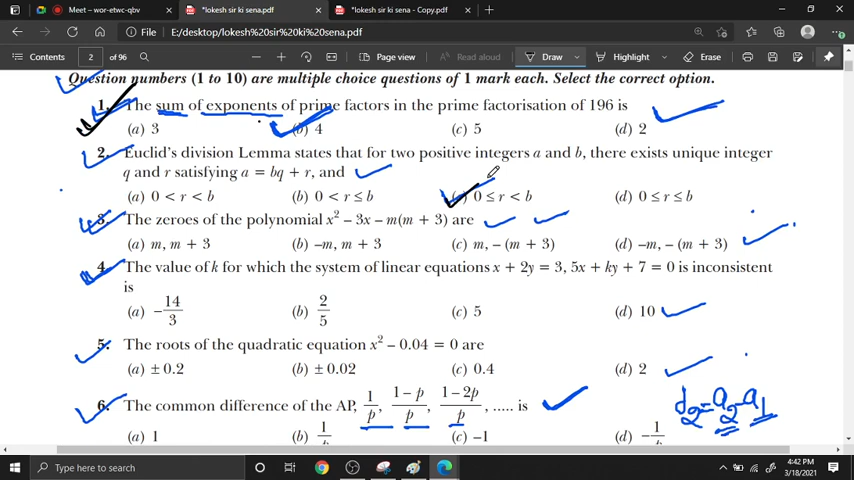 Meet – wor-etwc-qbv
*lokesh sir ki sena.pdf
*lokesh sir ki sena - Copy.pdf
File
E:/desktop/lokesh%20sir%20ki%20sena.pdf
Contents
2
of 96
Page view
Read aloud
Draw
Highlight
Erase
Question numbers (1 to 10) are multiple choice questions of 1 mark each. Select the correct option.
1. The sum of exponents of prime factors in the prime factorisation of 196 is
(a) 3 (b) 4 (c) 5 (d) 2
2. Euclid's division Lemma states that for two positive integers a and b, there exists unique integer
q and r satisfying a = bq + r, and
(a) 0 < r < b (b) 0 < r ≤ b (c) 0 ≤ r < b (d) 0 ≤ r ≤ b
3. The zeroes of the polynomial x² – 3x – m(m + 3) are
(a) m, m + 3 (b) –m, m + 3 (c) m, – (m + 3) (d) –m, – (m + 3)
4. The value of k for which the system of linear equations x + 2y = 3, 5x + ky + 7 = 0 is inconsistent
is
(a) –14/3 (b) 2/5 (c) 5 (d) 10
5. The roots of the quadratic equation x² – 0.04 = 0 are
(a) ± 0.2 (b) ± 0.02 (c) 0.4 (d) 2
6. The common difference of the AP, 1/p, 1 – p/p, 1 – 2p/p, ..... is
d2=a2-a1
(a) 1 (c) –1
Type here to search
4:42 PM
3/18/2021